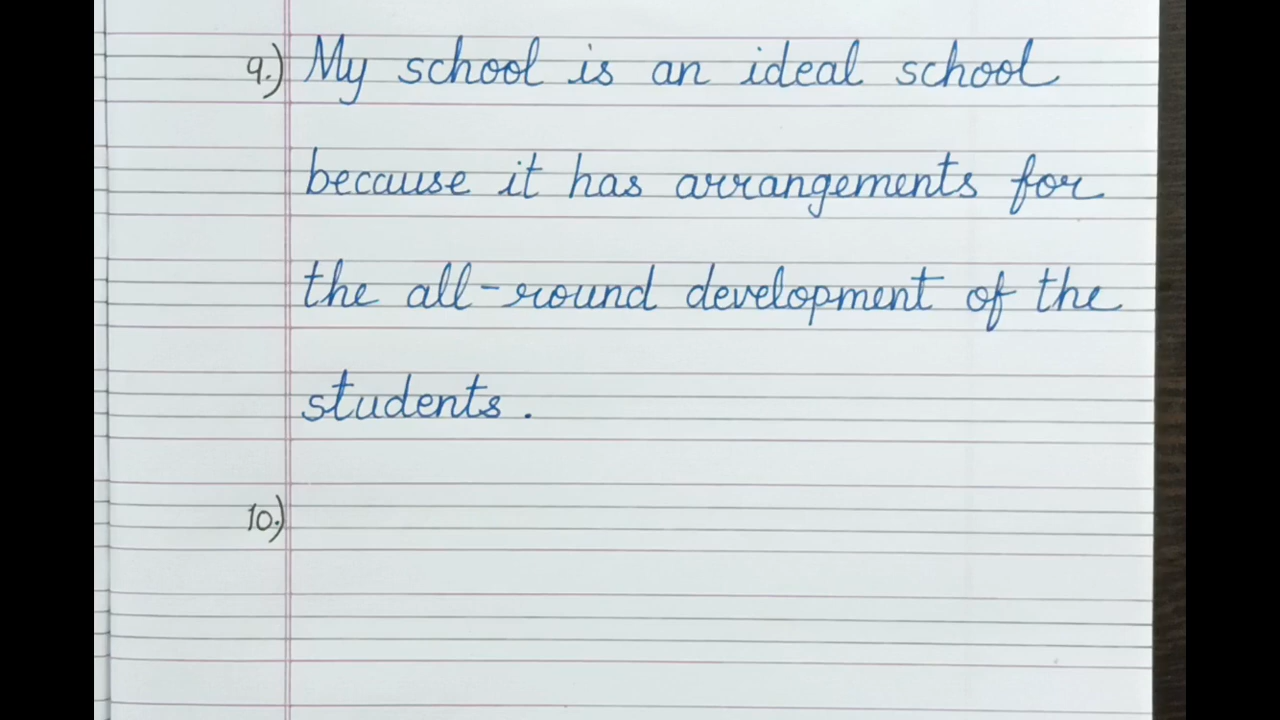 9.) My school is an ideal school
because it has arrangements for
the all-round development of the
students.
10.)